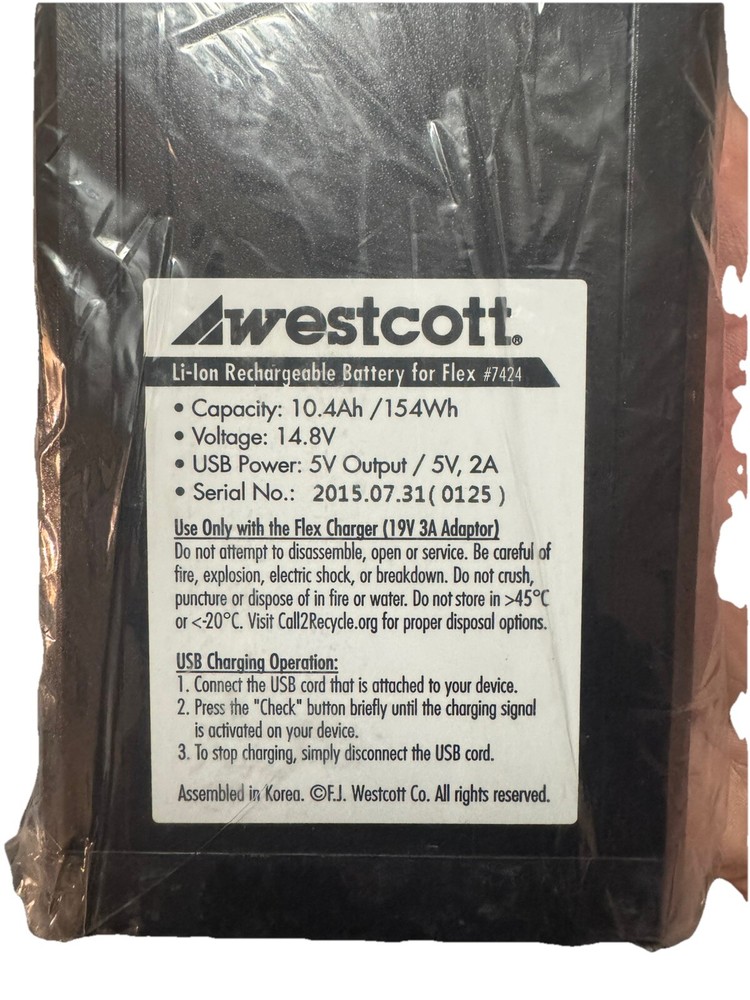 westcott®
Li-Ion Rechargeable Battery for Flex #7424
• Capacity: 10.4Ah /154Wh
• Voltage: 14.8V
• USB Power: 5V Output / 5V, 2A
• Serial No.: 2015.07.31( 0125 )
Use Only with the Flex Charger (19V 3A Adaptor)
Do not attempt to disassemble, open or service. Be careful of
fire, explosion, electric shock, or breakdown. Do not crush,
puncture or dispose of in fire or water. Do not store in >45°C
or <-20°C. Visit Call2Recycle.org for proper disposal options.
USB Charging Operation:
1. Connect the USB cord that is attached to your device.
2. Press the "Check" button briefly until the charging signal
is activated on your device.
3. To stop charging, simply disconnect the USB cord.
Assembled in Korea. ©F.J. Westcott Co. All rights reserved.